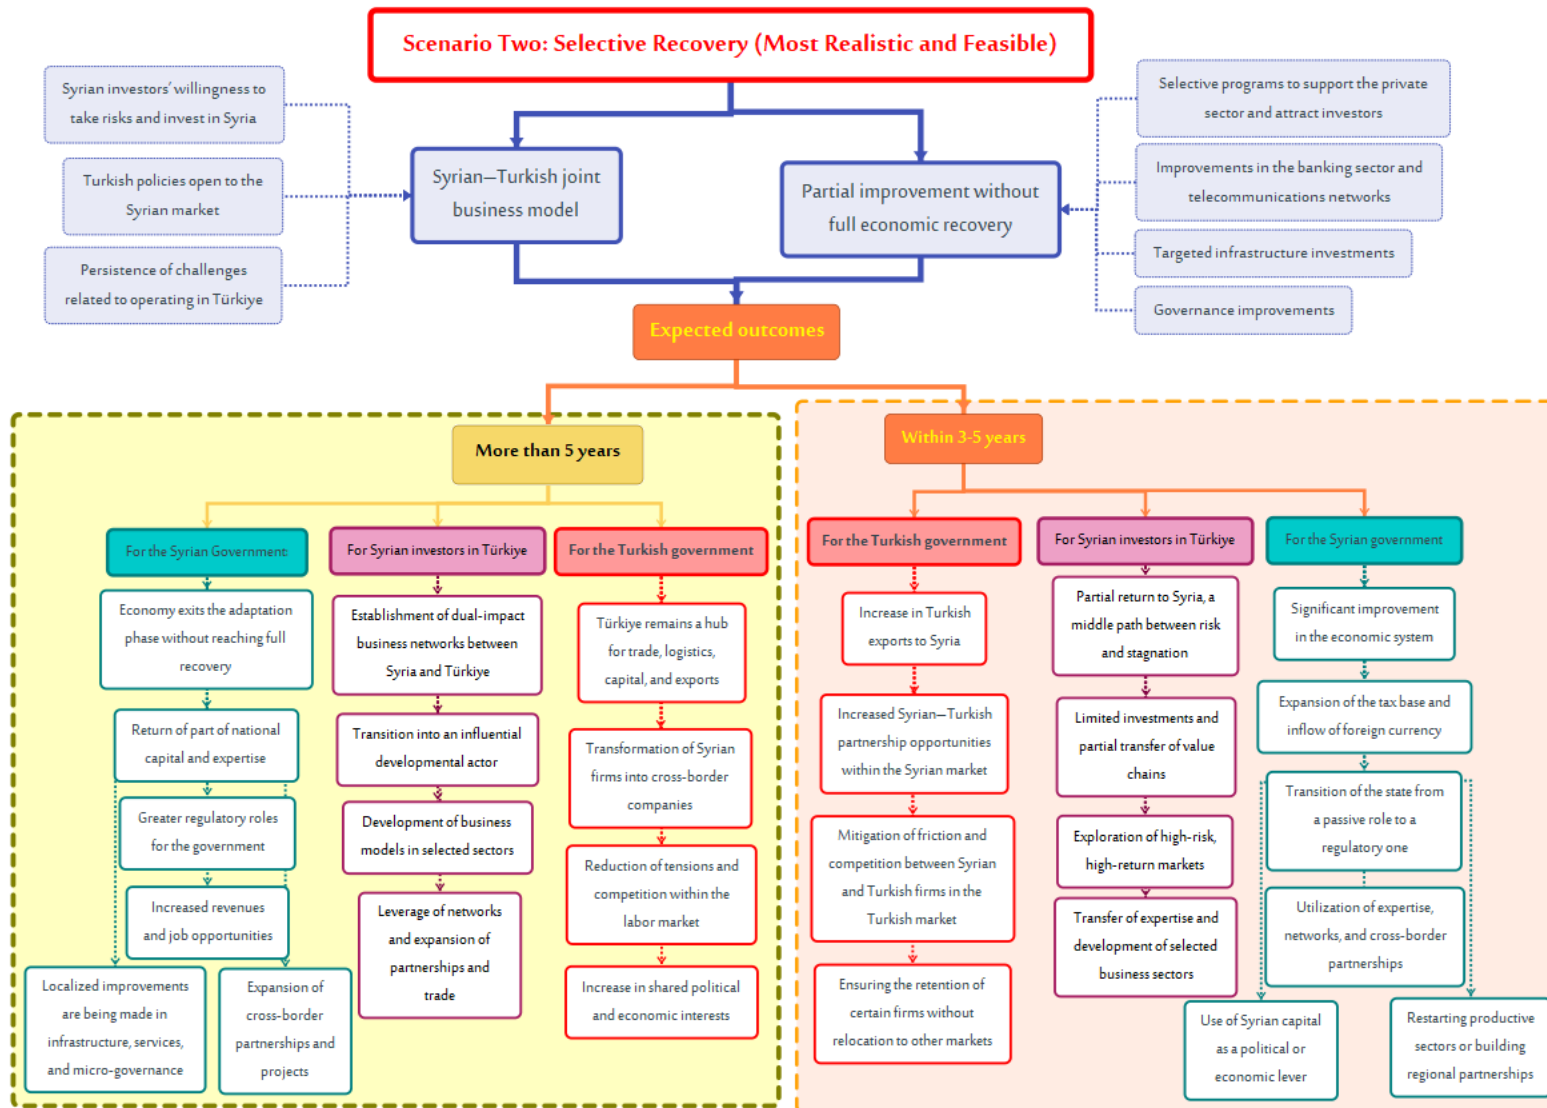 Scenario Two: Selective Recovery (Most Realistic and Feasible)
Syrian investors' willingness to
take risks and invest in Syria
Turkish policies open to the
Syrian market
Persistence of challenges
related to operating in Türkiye
Syrian–Turkish joint
business model
Partial improvement without
full economic recovery
Selective programs to support the private
sector and attract investors
Improvements in the banking sector and
telecommunications networks
Targeted infrastructure investments
Governance improvements
Expected outcomes
More than 5 years
For the Syrian Government:
Economy exits the adaptation
phase without reaching full
recovery
Return of part of national
capital and expertise
Greater regulatory roles
for the government
Increased revenues
and job opportunities
Localized improvements
are being made in
infrastructure, services,
and micro-governance
Expansion of
cross-border
partnerships and
projects
For Syrian investors in Türkiye
Establishment of dual-impact
business networks between
Syria and Türkiye
Transition into an influential
developmental actor
Development of business
models in selected sectors
Leverage of networks
and expansion of
partnerships and
trade
For the Turkish government
Türkiye remains a hub
for trade, logistics,
capital, and exports
Transformation of Syrian
firms into cross-border
companies
Reduction of tensions and
competition within the
labor market
Increase in shared political
and economic interests
Within 3-5 years
For the Turkish government
Increase in Turkish
exports to Syria
Increased Syrian–Turkish
partnership opportunities
within the Syrian market
Mitigation of friction and
competition between Syrian
and Turkish firms in the
Turkish market
Ensuring the retention of
certain firms without
relocation to other markets
For Syrian investors in Türkiye
Partial return to Syria, a
middle path between risk
and stagnation
Limited investments and
partial transfer of value
chains
Exploration of high-risk,
high-return markets
Transfer of expertise and
development of selected
business sectors
For the Syrian government
Significant improvement
in the economic system
Expansion of the tax base and
inflow of foreign currency
Transition of the state from
a passive role to a
regulatory one
Utilization of expertise,
networks, and cross-border
partnerships
Use of Syrian capital
as a political or
economic lever
Restarting productive
sectors or building
regional partnerships